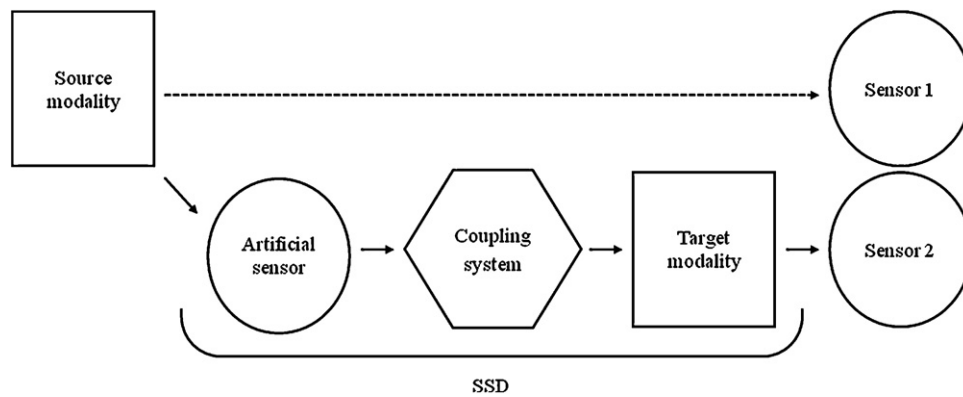 Source
modality
Sensor 1
Artificial
sensor
Coupling
system
Target
modality
Sensor 2
SSD